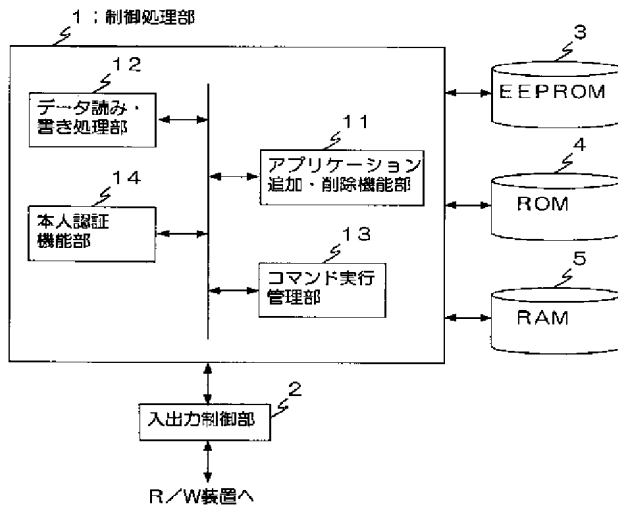 1；制御処理部
12
データ読み・
書き処理部
11
アプリケーション
追加・削除機能部
14
本人認証
機能部
13
コマンド実行
管理部
3
EEPROM
4
ROM
5
RAM
2
入出力制御部
R／W装置へ